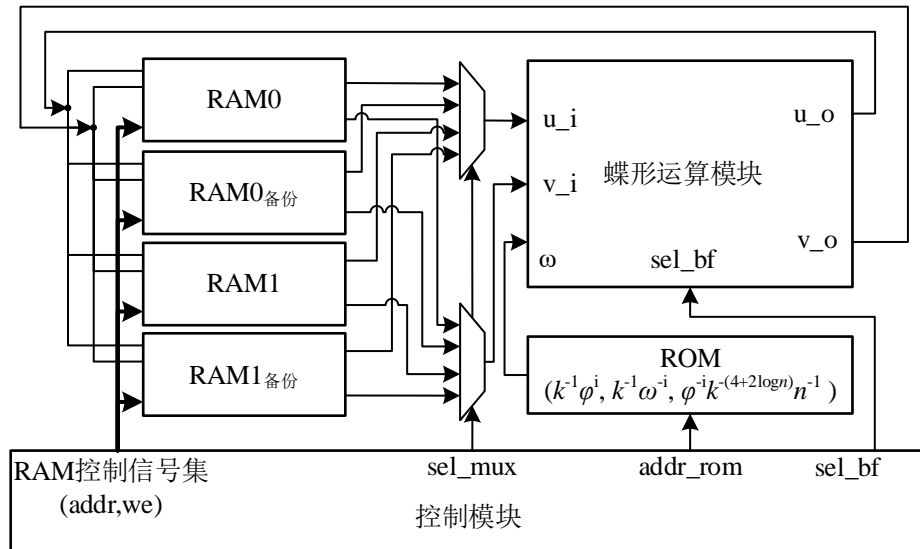 RAM0
RAM0备份
RAM1
RAM1备份
u_i
v_i
ω
蝶形运算模块
sel_bf
u_o
v_o
ROM
(k⁻¹φⁱ, k⁻¹ω⁻ⁱ, φ⁻ⁱk⁻⁽⁴⁺²ˡᵒᵍⁿ⁾n⁻¹ )
RAM控制信号集
(addr,we)
sel_mux
addr_rom
sel_bf
控制模块